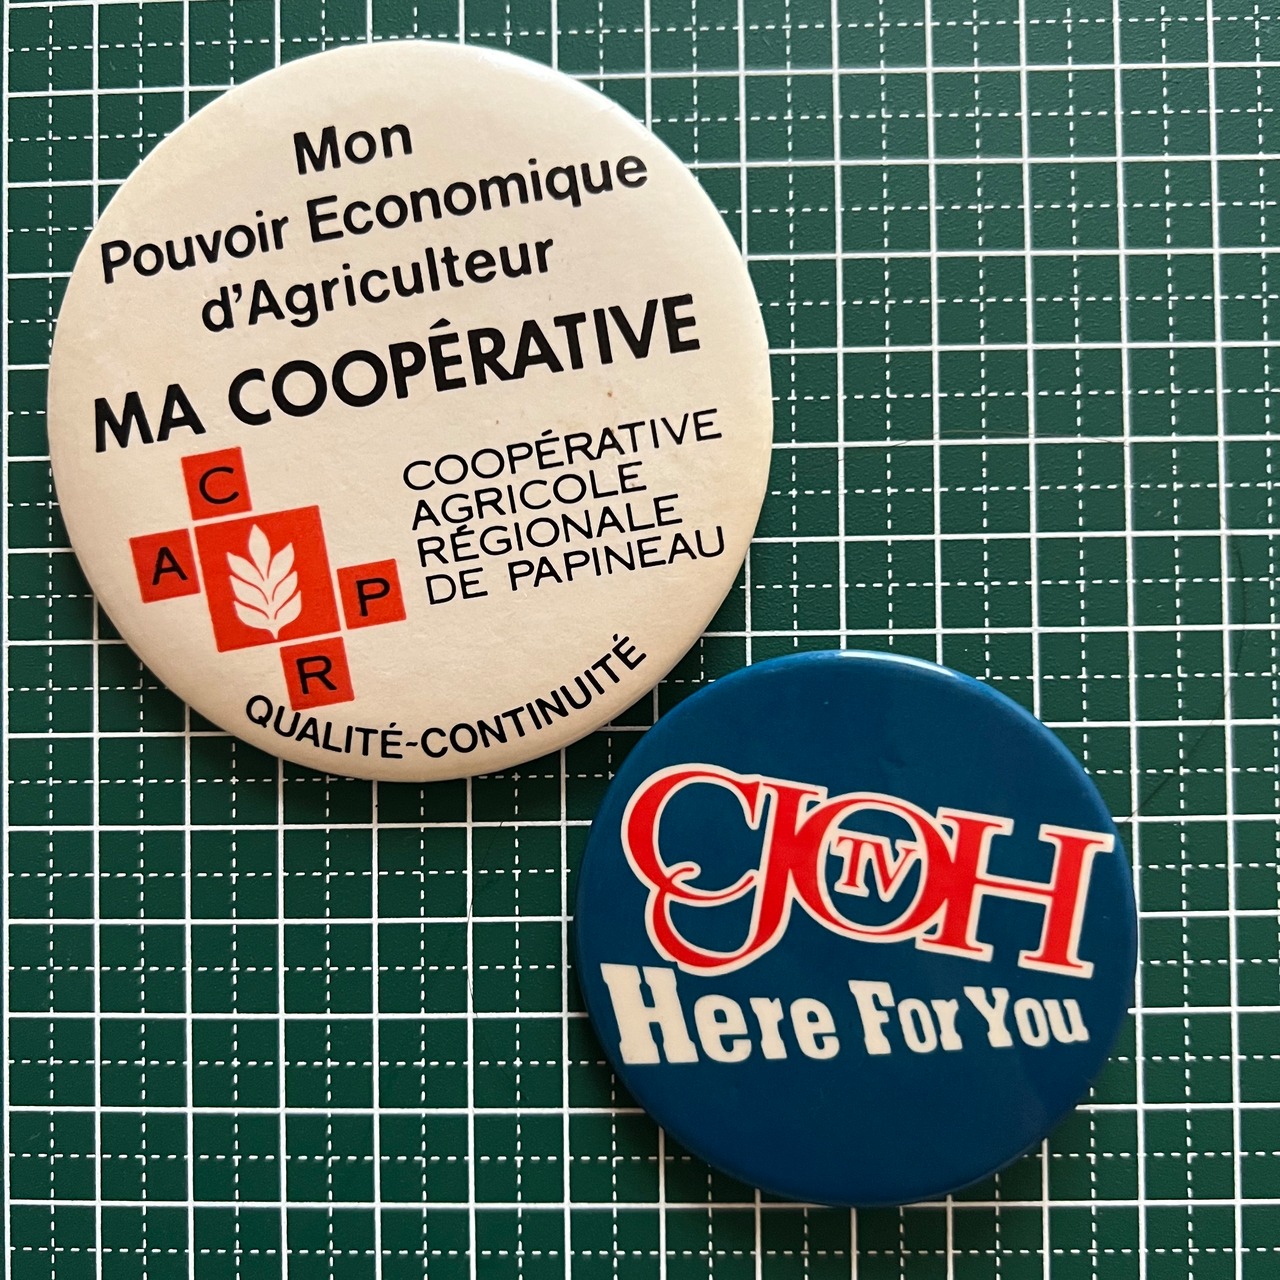 Mon
Pouvoir Economique
d'Agriculteur
MA COOPÉRATIVE
C
A
P
R
COOPÉRATIVE
AGRICOLE
RÉGIONALE
DE PAPINEAU
QUALITÉ-CONTINUITÉ
CJOH
TV
Here For You